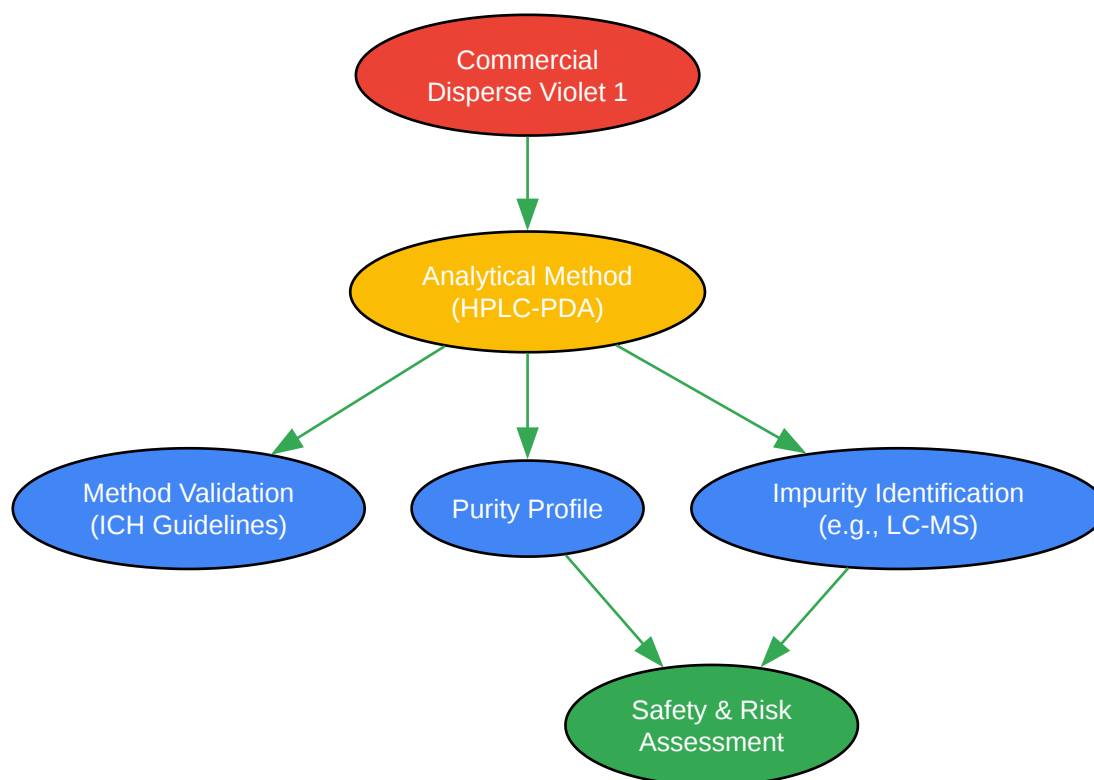 Commercial
Disperse Violet 1
Analytical Method
(HPLC-PDA)
Method Validation
(ICH Guidelines)
Purity Profile
Impurity Identification
(e.g., LC-MS)
Safety & Risk
Assessment